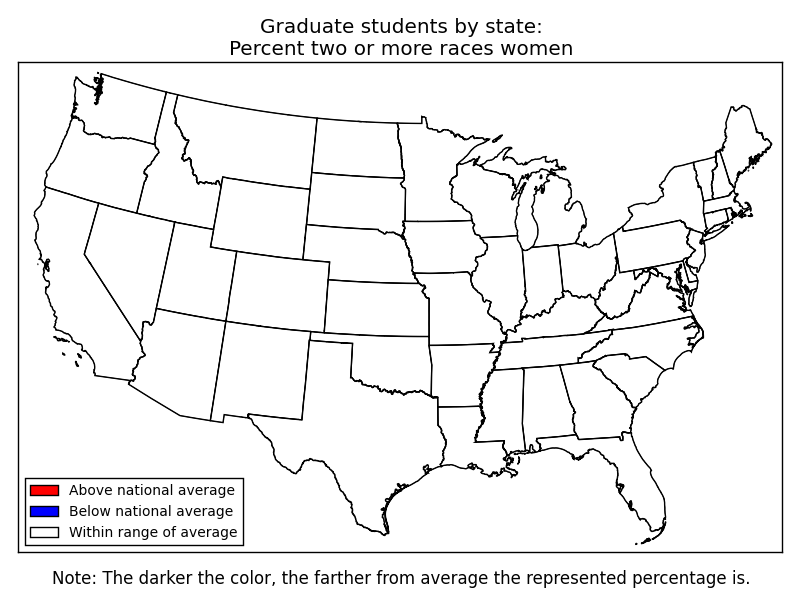 Graduate students by state:
Percent two or more races women
Above national average
Below national average
Within range of average
Note: The darker the color, the farther from average the represented percentage is.